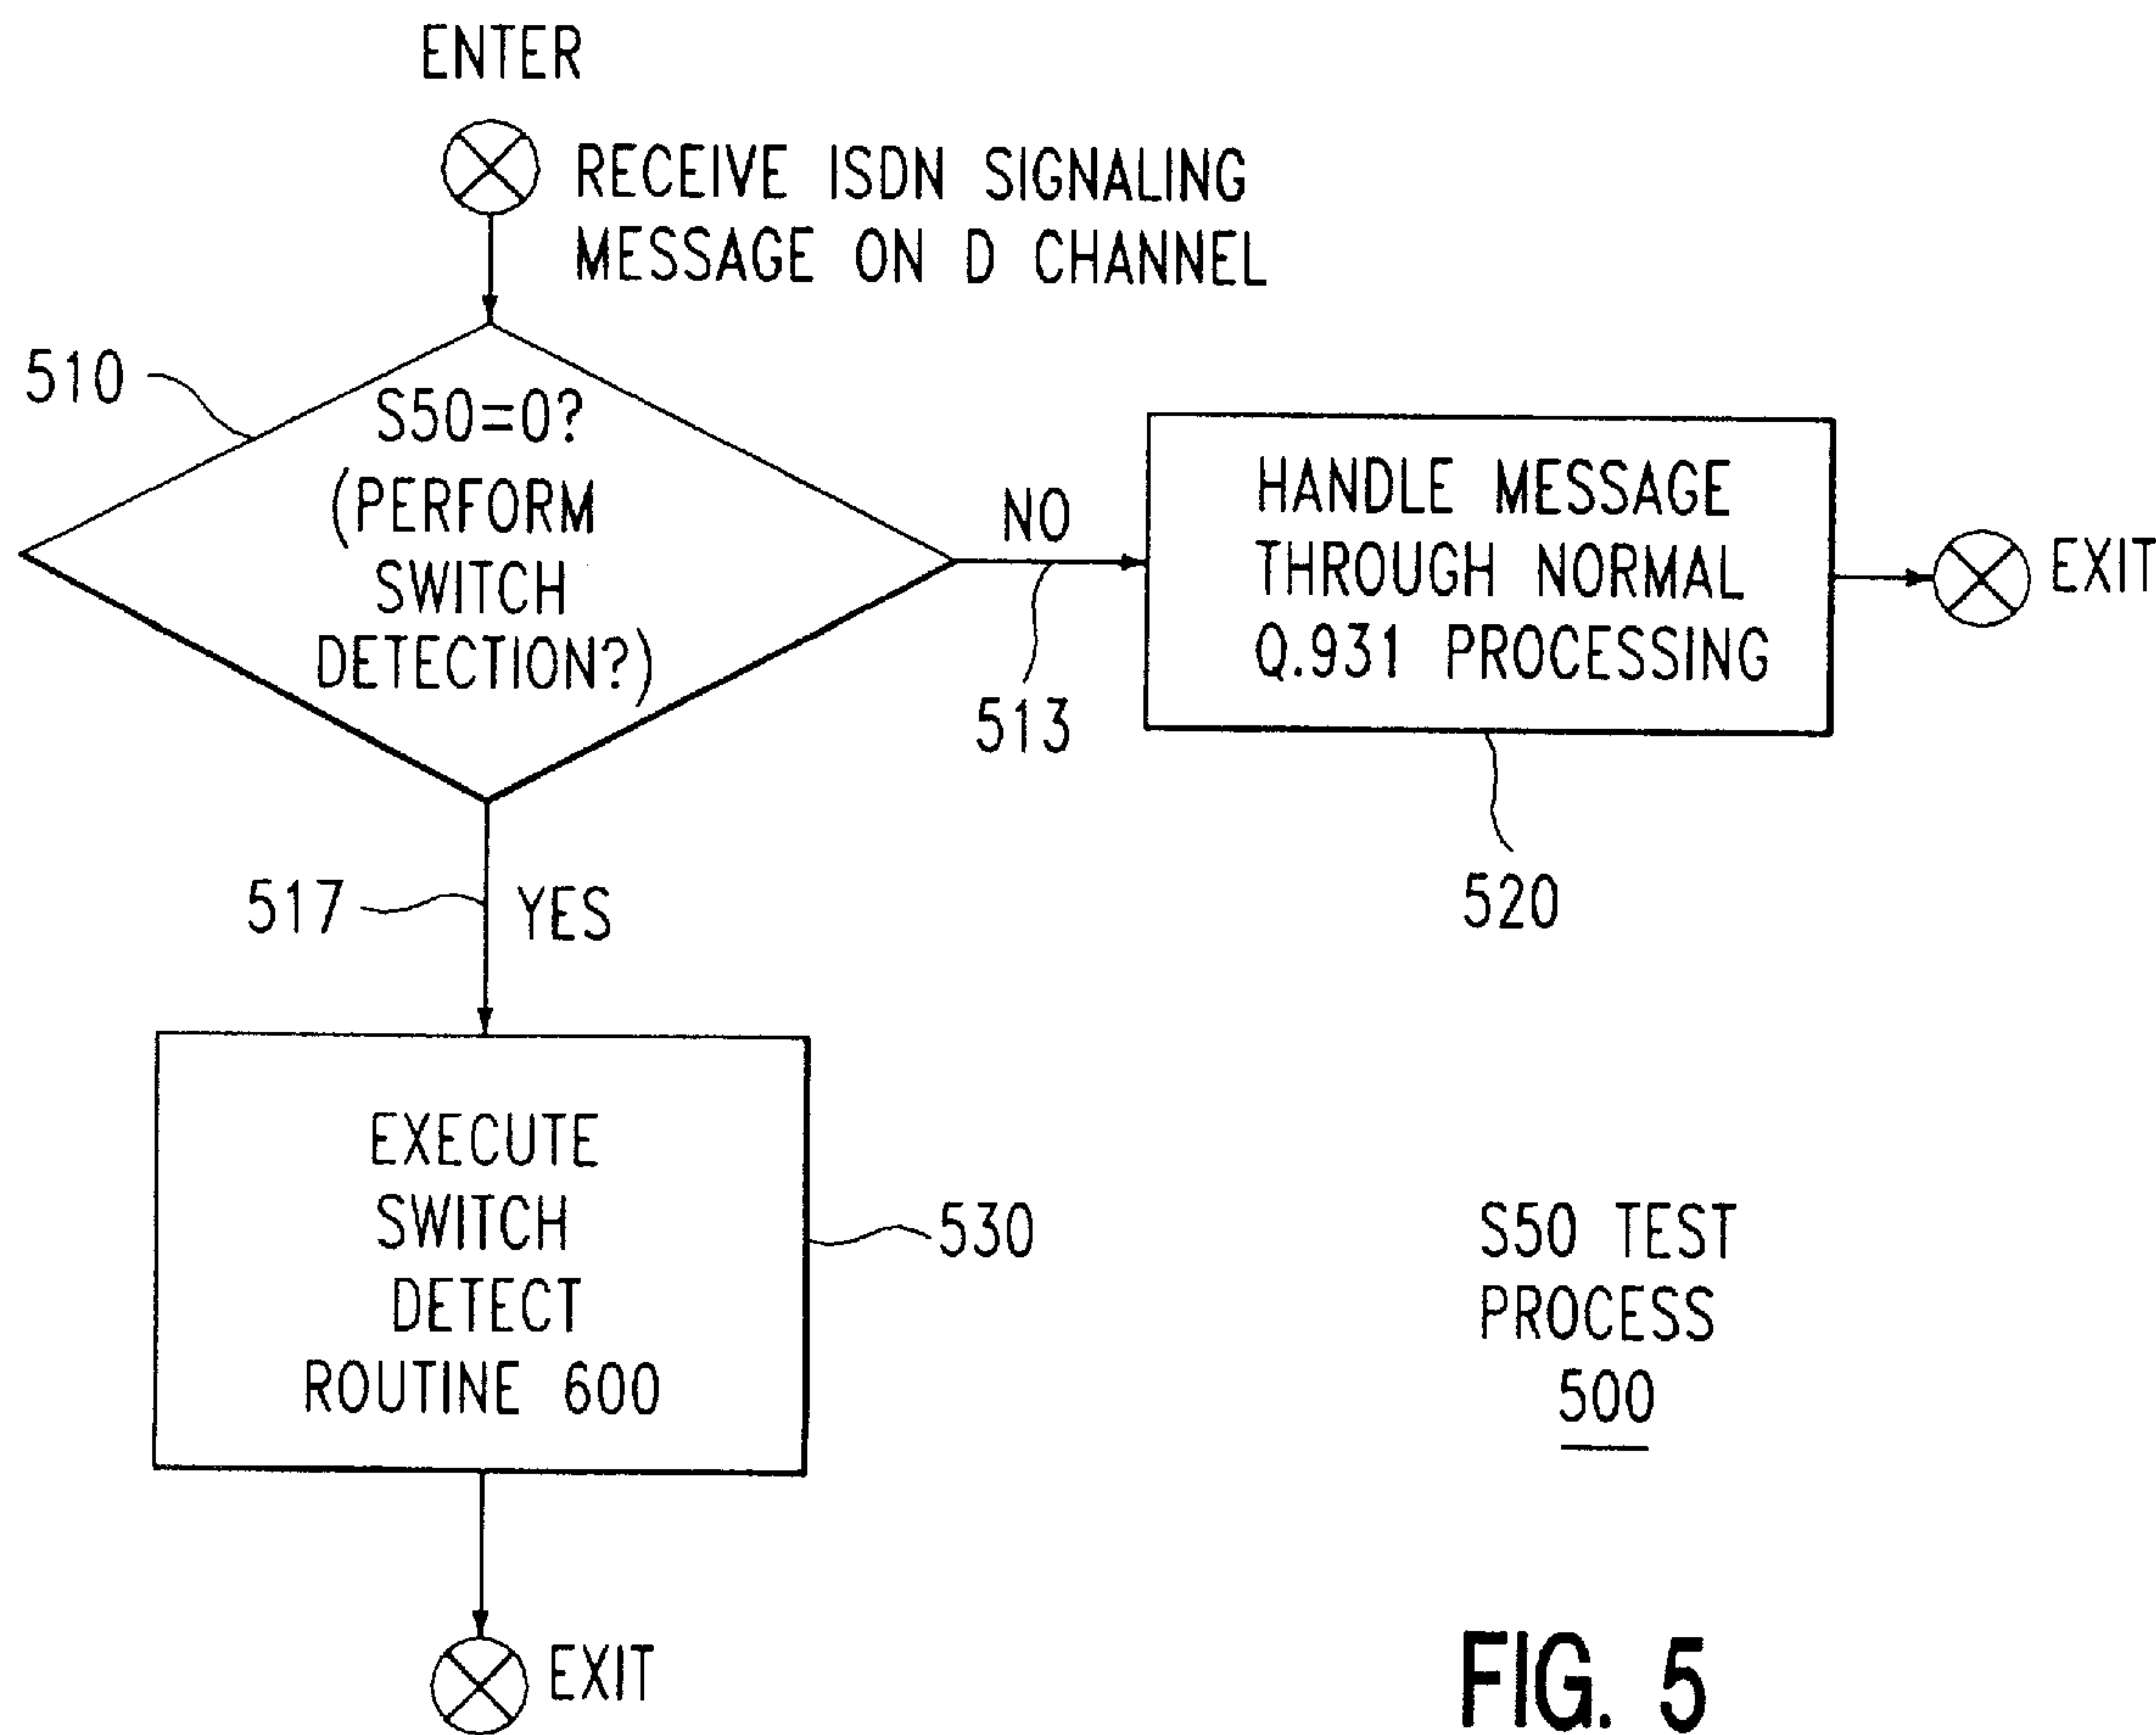 ENTER
RECEIVE ISDN SIGNALING
MESSAGE ON D CHANNEL
510
S50=0?
(PERFORM
SWITCH
DETECTION?)
NO
513
HANDLE MESSAGE
THROUGH NORMAL
Q.931 PROCESSING
EXIT
520
517
YES
EXECUTE
SWITCH
DETECT
ROUTINE 600
530
EXIT
S50 TEST
PROCESS
500
FIG. 5